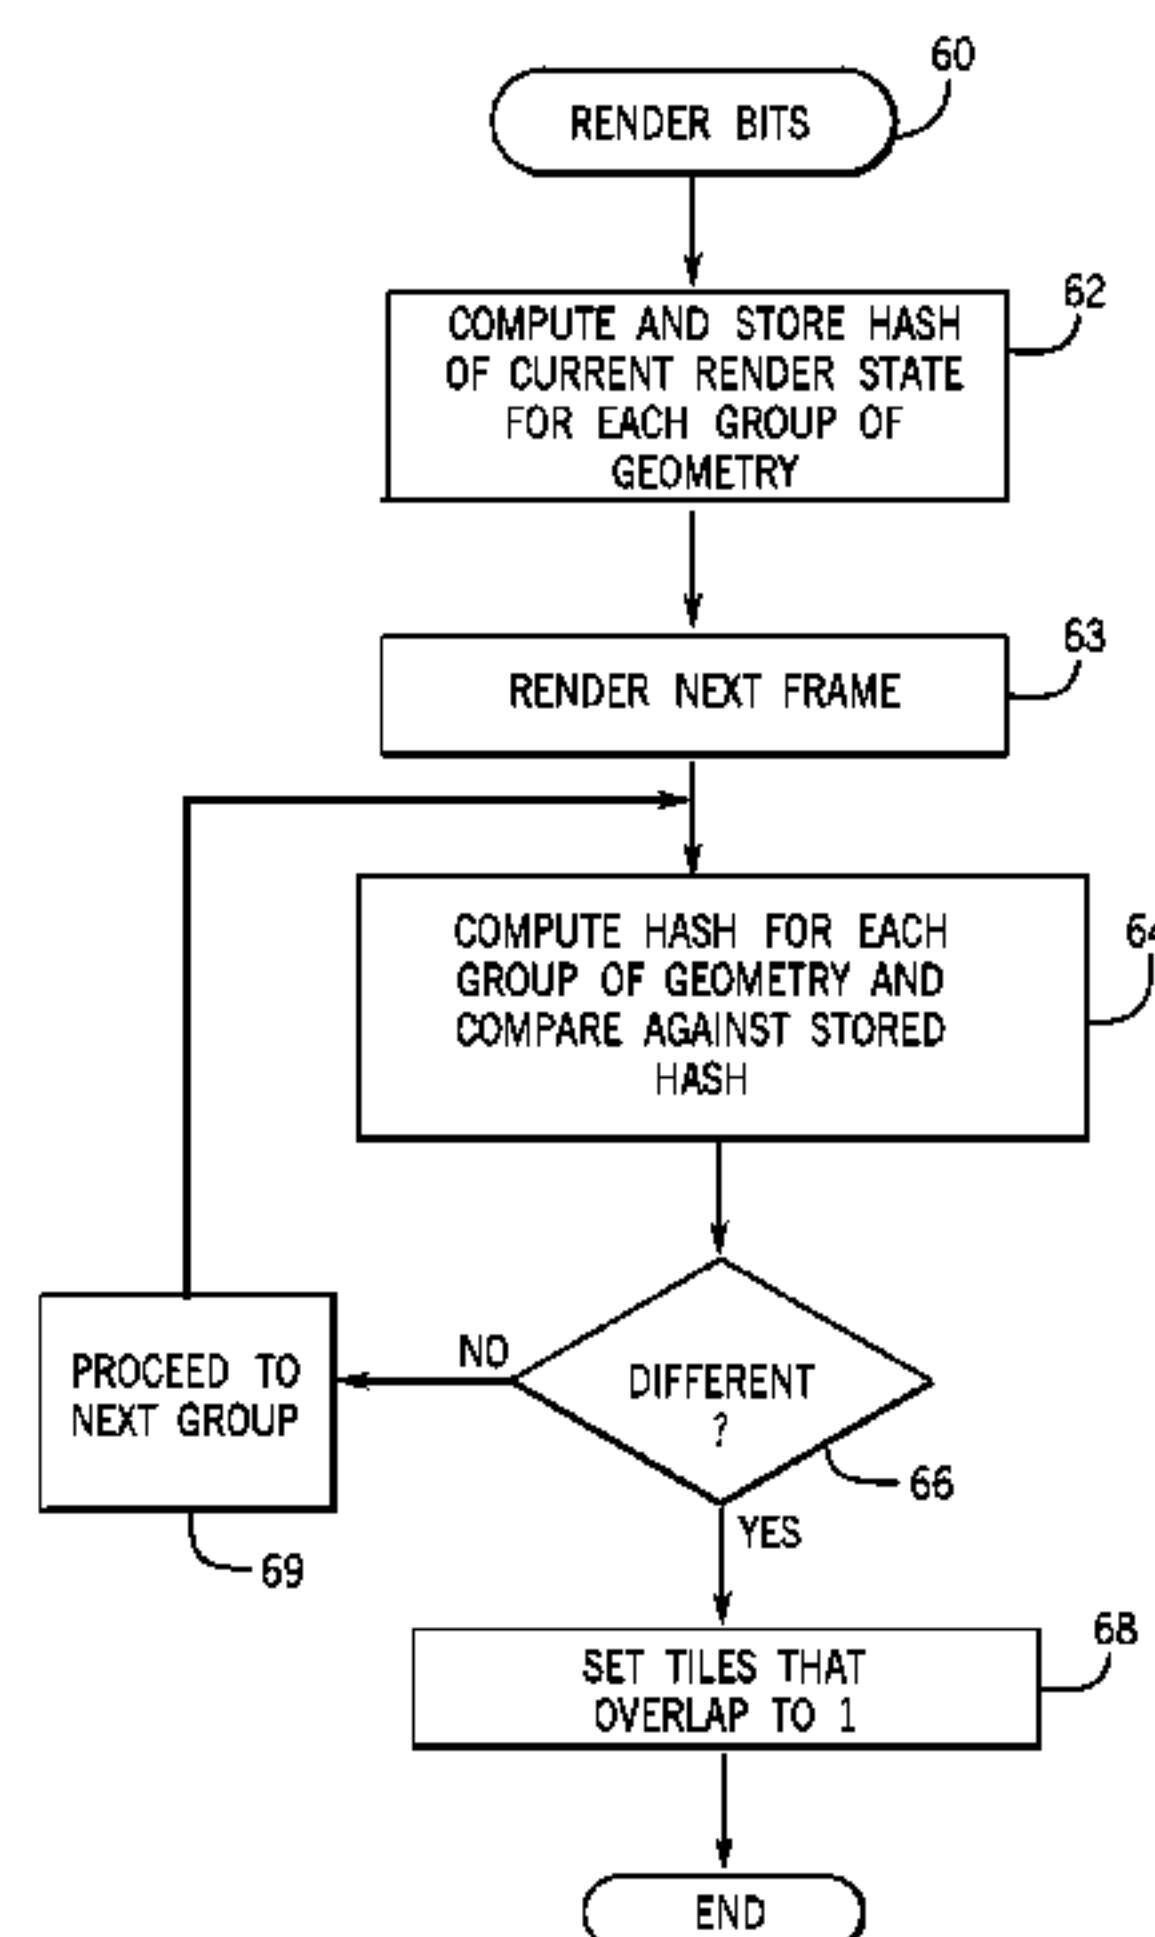 60
RENDER BITS
62
COMPUTE AND STORE HASH
OF CURRENT RENDER STATE
FOR EACH GROUP OF
GEOMETRY
63
RENDER NEXT FRAME
64
COMPUTE HASH FOR EACH
GROUP OF GEOMETRY AND
COMPARE AGAINST STORED
HASH
NO
DIFFERENT
?
PROCEED TO
NEXT GROUP
66
YES
69
68
SET TILES THAT
OVERLAP TO 1
END